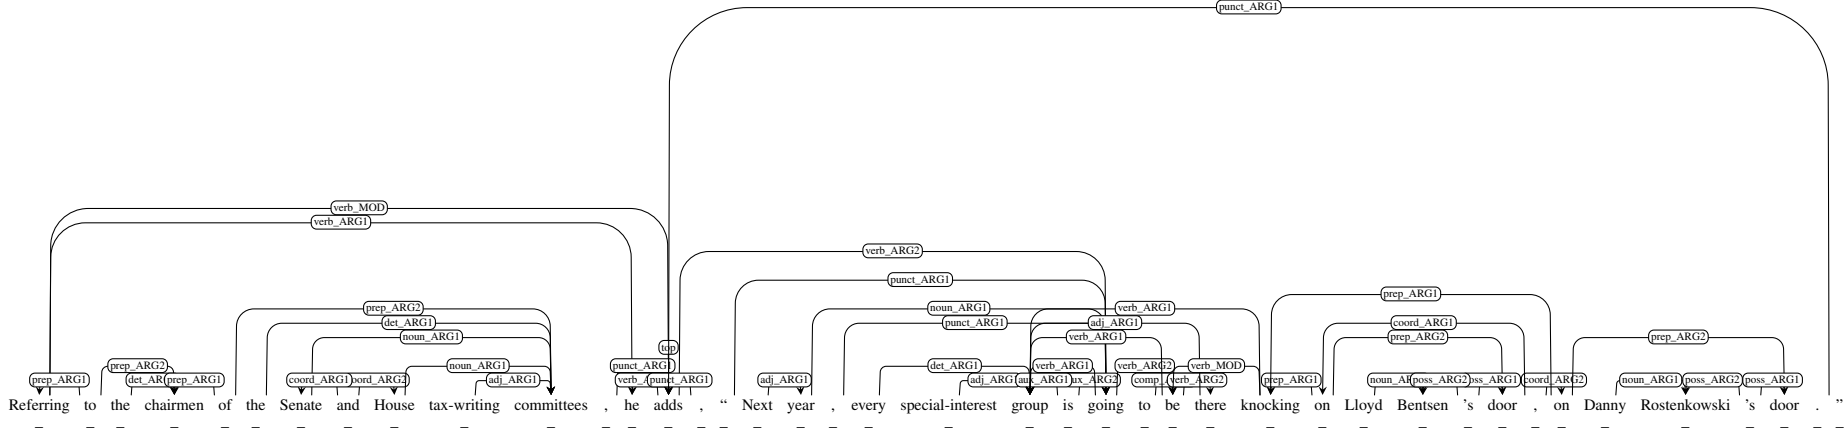 punct_ARG1
verb_MOD
verb_ARG1
verb_ARG2
punct_ARG1
prep_ARG1
prep_ARG2 noun_ARG1 verb_ARG1
det_ARG1 punct_ARG1 adj_ARG1 coord_ARG1
noun_ARG1 verb_ARG1 prep_ARG2 prep_ARG2
top
prep_ARG2 noun_ARG1 punct_ARG1 det_ARG1 verb_ARG1 verb_ARG2 verb_MOD
prep_ARG1 prep_ARG1 coord_ARG1 adj_ARG1 punct_ARG1 adj_ARG1 verb_ARG2 prep_ARG1 poss_ARG2 coord_ARG2 noun_ARG1 poss_ARG2 poss_ARG1
Referring to the chairmen of the Senate and House tax-writing committees , he adds , “ Next year , every special-interest group is going to be there knocking on Lloyd Bentsen 's door , on Danny Rostenkowski 's door . ”